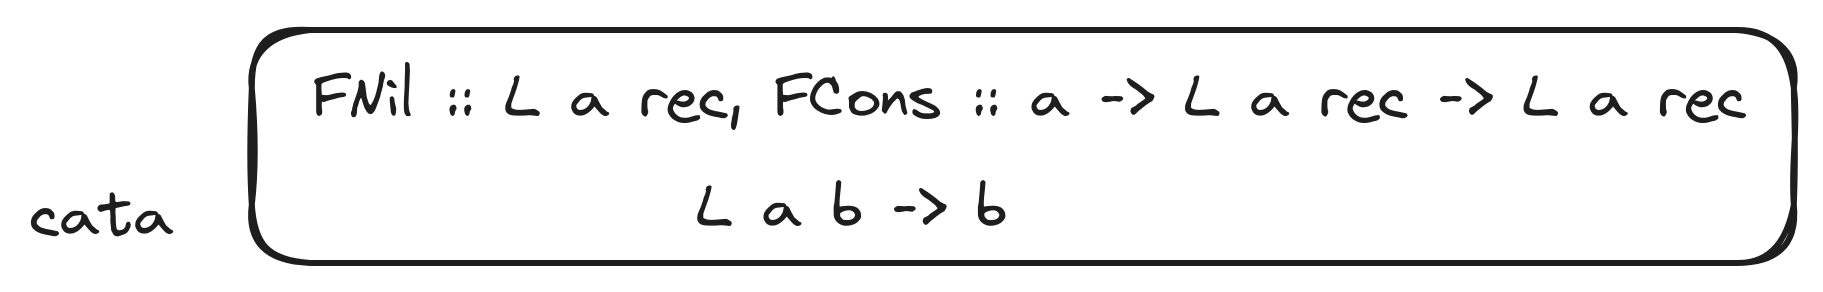 FNil :: L a rec, FCons :: a -> L a rec -> L a rec
L a b -> b
cata